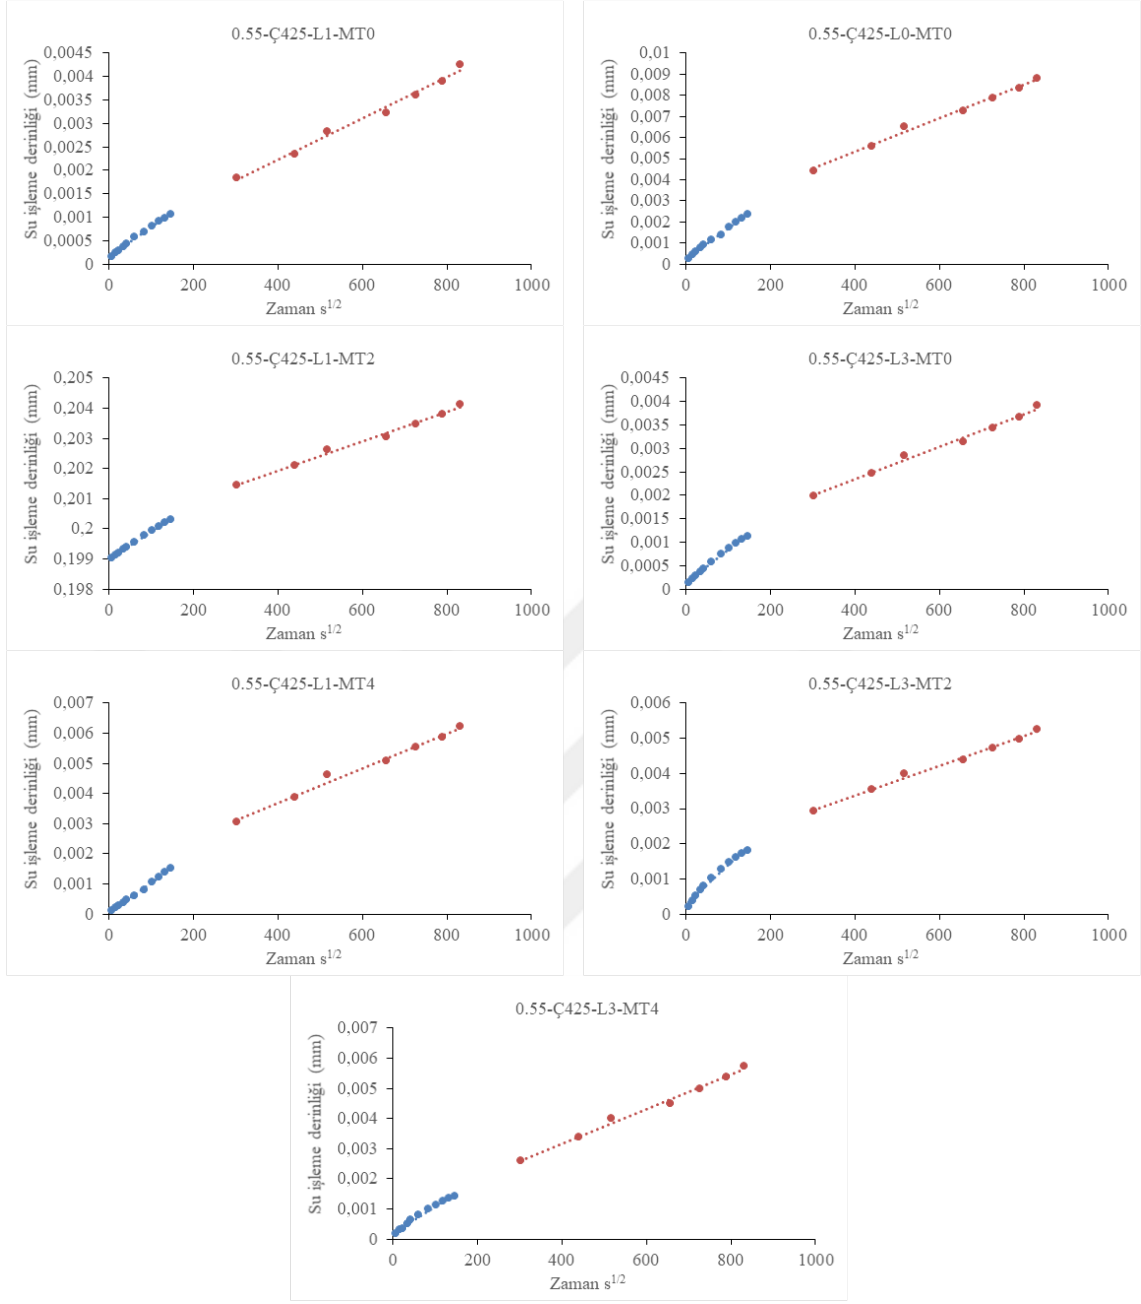 0.55-Ç425-L1-MT0
Su işleme derinliği (mm)
0,0045
0,004
0,0035
0,003
0,0025
0,002
0,0015
0,001
0,0005
0
0 200 400 600 800 1000
Zaman s1/2
0.55-Ç425-L0-MT0
Su işleme derinliği (mm)
0,01
0,009
0,008
0,007
0,006
0,005
0,004
0,003
0,002
0,001
0
0 200 400 600 800 1000
Zaman s1/2
0.55-Ç425-L1-MT2
Su işleme derinliği (mm)
0,205
0,204
0,203
0,202
0,201
0,2
0,199
0,198
0 200 400 600 800 1000
Zaman s1/2
0.55-Ç425-L3-MT0
Su işleme derinliği (mm)
0,0045
0,004
0,0035
0,003
0,0025
0,002
0,0015
0,001
0,0005
0
0 200 400 600 800 1000
Zaman s1/2
0.55-Ç425-L1-MT4
Su işleme derinliği (mm)
0,007
0,006
0,005
0,004
0,003
0,002
0,001
0
0 200 400 600 800 1000
Zaman s1/2
0.55-Ç425-L3-MT2
Su işleme derinliği (mm)
0,006
0,005
0,004
0,003
0,002
0,001
0
0 200 400 600 800 1000
Zaman s1/2
0.55-Ç425-L3-MT4
Su işleme derinliği (mm)
0,007
0,006
0,005
0,004
0,003
0,002
0,001
0
0 200 400 600 800 1000
Zaman s1/2